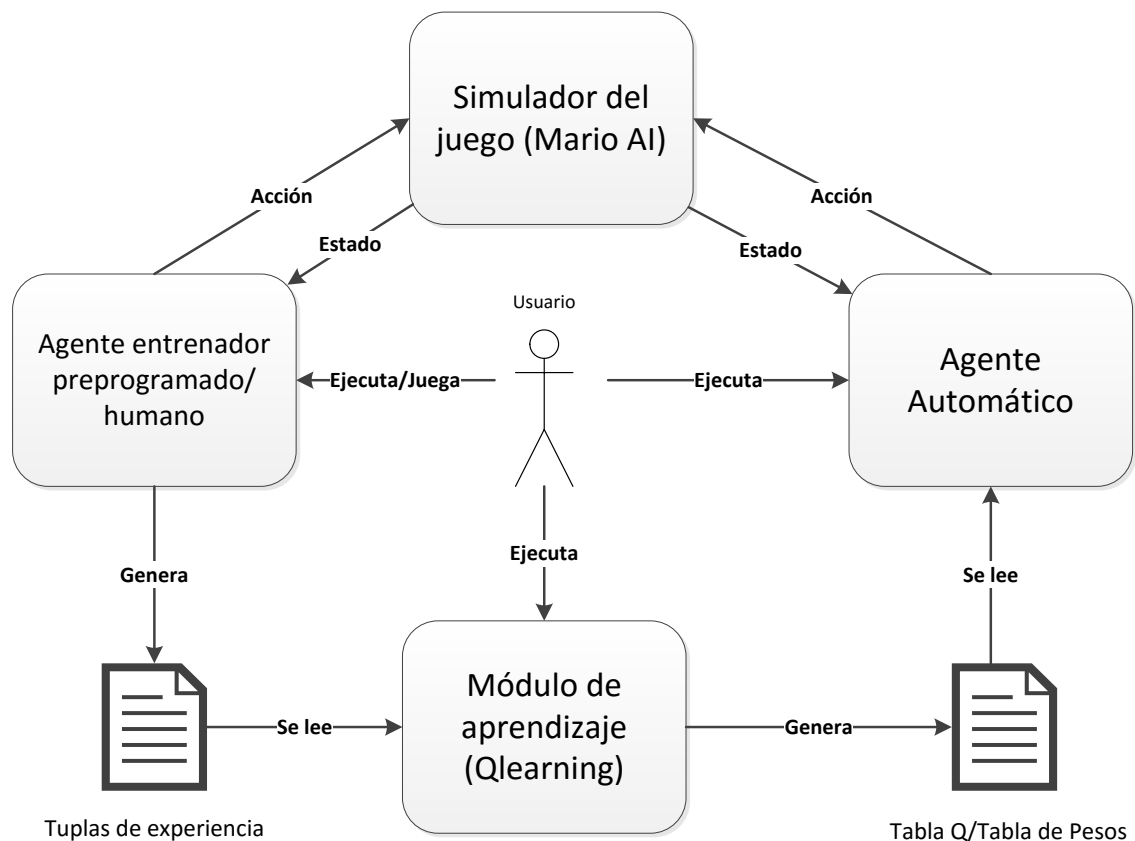 Simulador del
juego (Mario AI)
Acción
Acción
Estado
Estado
Usuario
Agente entrenador
preprogramado/
humano
Ejecuta/Juega
Ejecuta
Agente
Automático
Ejecuta
Genera
Se lee
Módulo de
aprendizaje
(Qlearning)
Se lee
Genera
Tuplas de experiencia
Tabla Q/Tabla de Pesos